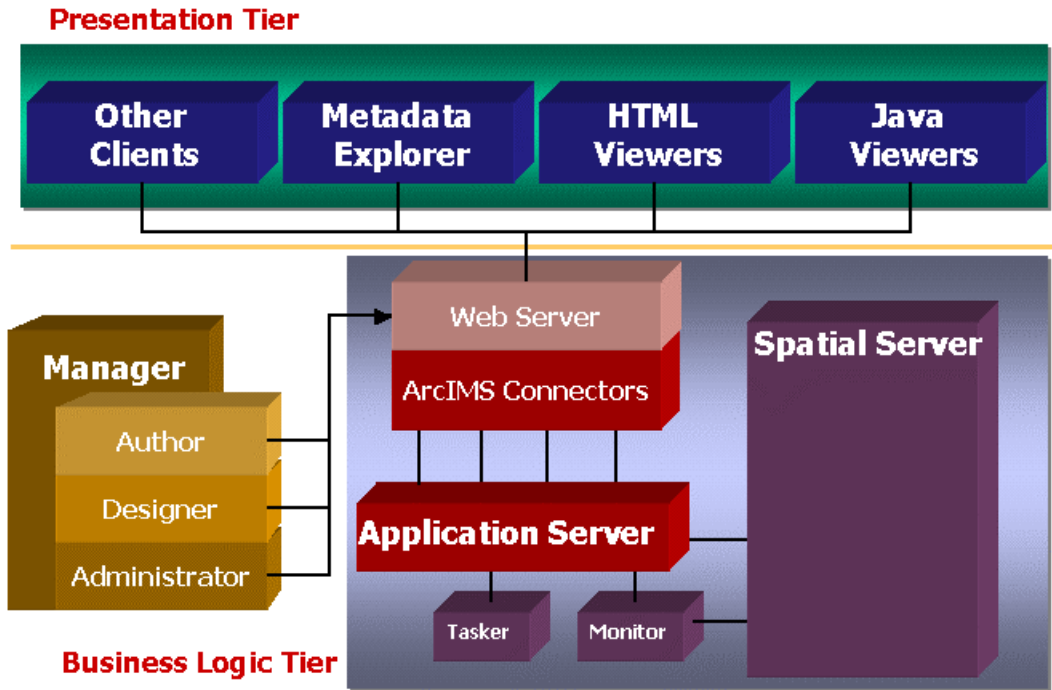 Presentation Tier
Other
Clients
Metadata
Explorer
HTML
Viewers
Java
Viewers
Web Server
ArcIMS Connectors
Spatial Server
Manager
Author
Designer
Administrator
Application Server
Tasker
Monitor
Business Logic Tier